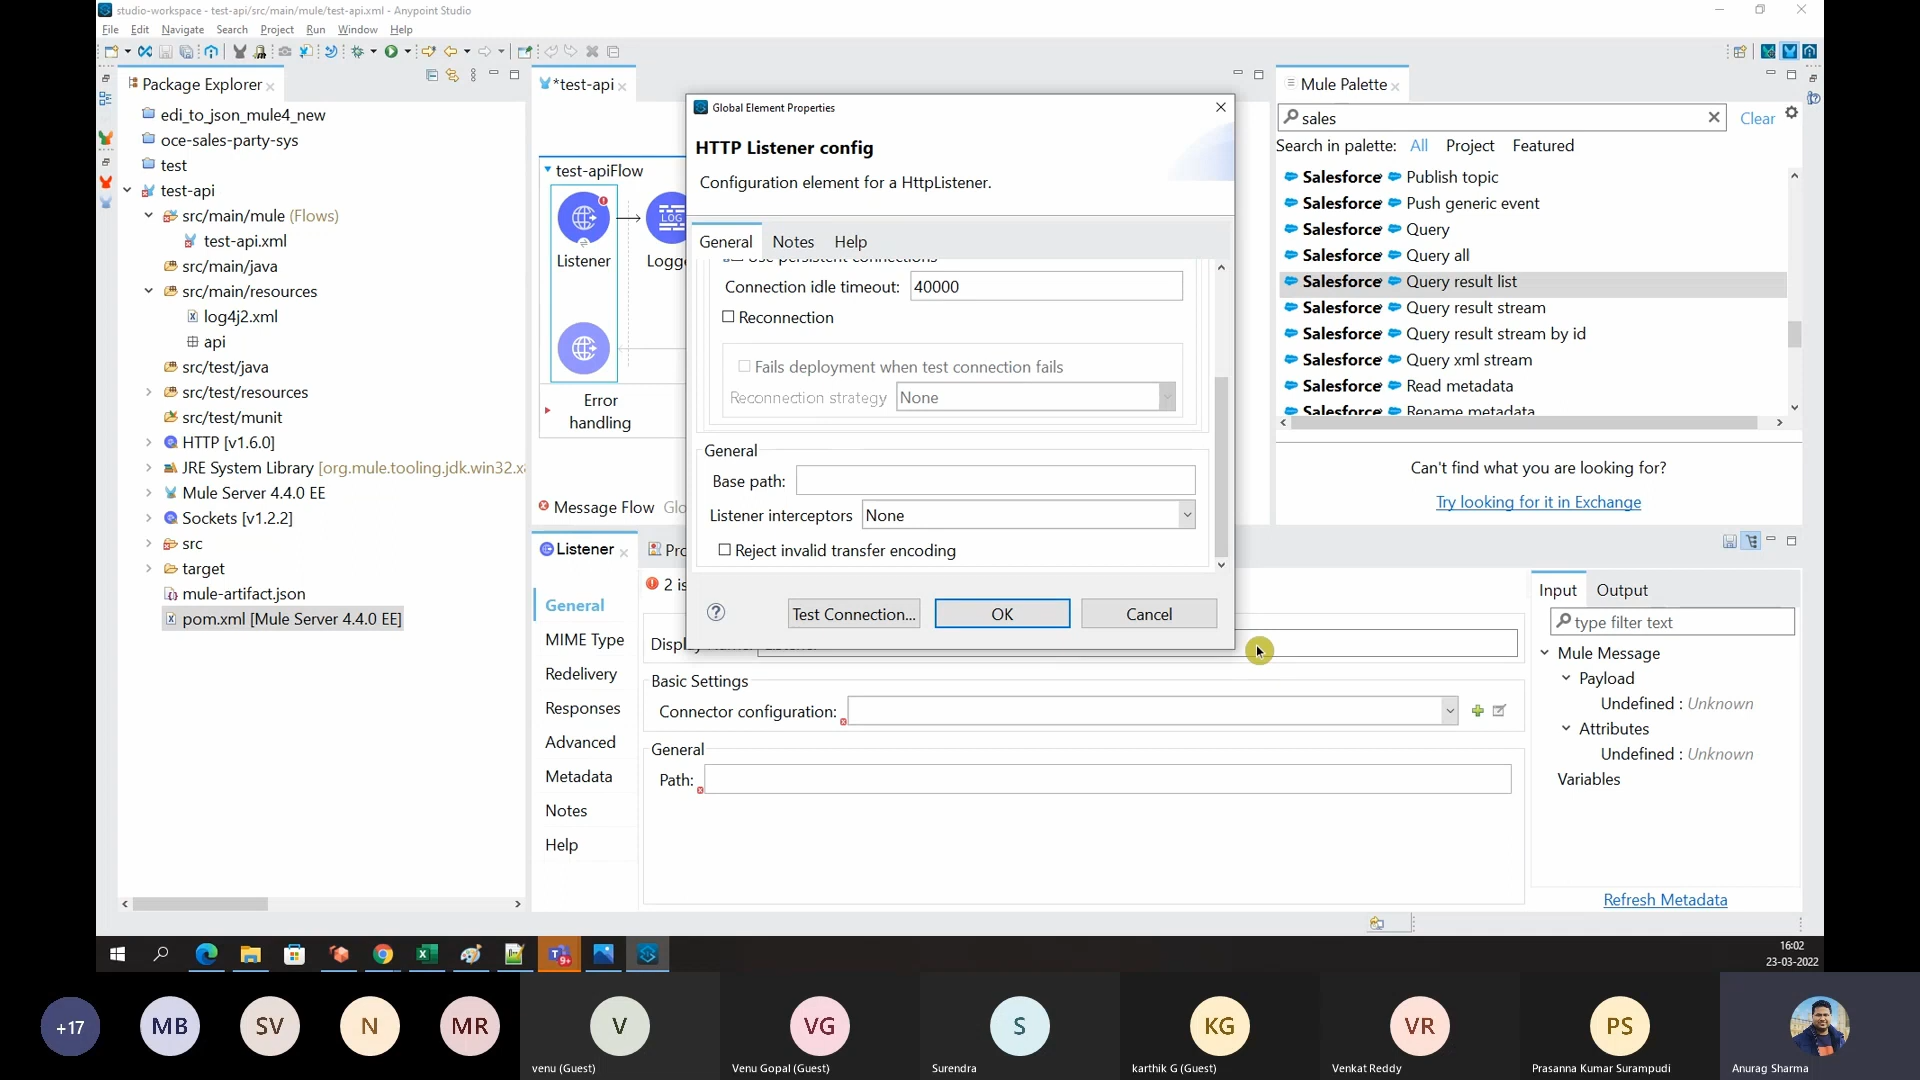 studio-workspace - test-api/src/main/mule/test-api.xml - Anypoint Studio
File Edit Navigate Search Project Run Window Help
Package Explorer
edi_to_json_mule4_new
oce-sales-party-sys
test
test-api
src/main/mule (Flows)
test-api.xml
src/main/java
src/main/resources
log4j2.xml
api
src/test/java
src/test/resources
src/test/munit
HTTP [v1.6.0]
JRE System Library [org.mule.tooling.jdk.win32.x
Mule Server 4.4.0 EE
Sockets [v1.2.2]
src
target
mule-artifact.json
pom.xml [Mule Server 4.4.0 EE]
*test-api
test-apiFlow
LOG
Listener
Logg
Error
handling
Message Flow
Global Element Properties
HTTP Listener config
Configuration element for a HttpListener.
General Notes Help
Use persistent connections
Connection idle timeout: 40000
Reconnection
Fails deployment when test connection fails
Reconnection strategy None
General
Base path:
Listener interceptors None
Reject invalid transfer encoding
Test Connection... OK Cancel
Mule Palette
sales
Clear
Search in palette: All Project Featured
Salesforce Publish topic
Salesforce Push generic event
Salesforce Query
Salesforce Query all
Salesforce Query result list
Salesforce Query result stream
Salesforce Query result stream by id
Salesforce Query xml stream
Salesforce Read metadata
Salesforce Rename metadata
Can't find what you are looking for?
Try looking for it in Exchange
Listener
Pro
2 is
General
MIME Type
Redelivery
Responses
Advanced
Metadata
Notes
Help
Basic Settings
Connector configuration:
General
Path:
Input Output
type filter text
Mule Message
Payload
Undefined : Unknown
Attributes
Undefined : Unknown
Variables
Refresh Metadata
16:02
23-03-2022
+17
MB
SV
N
MR
V
VG
S
KG
VR
PS
venu (Guest)
Venu Gopal (Guest)
Surendra
karthik G (Guest)
Venkat Reddy
Prasanna Kumar Surampudi
Anurag Sharma